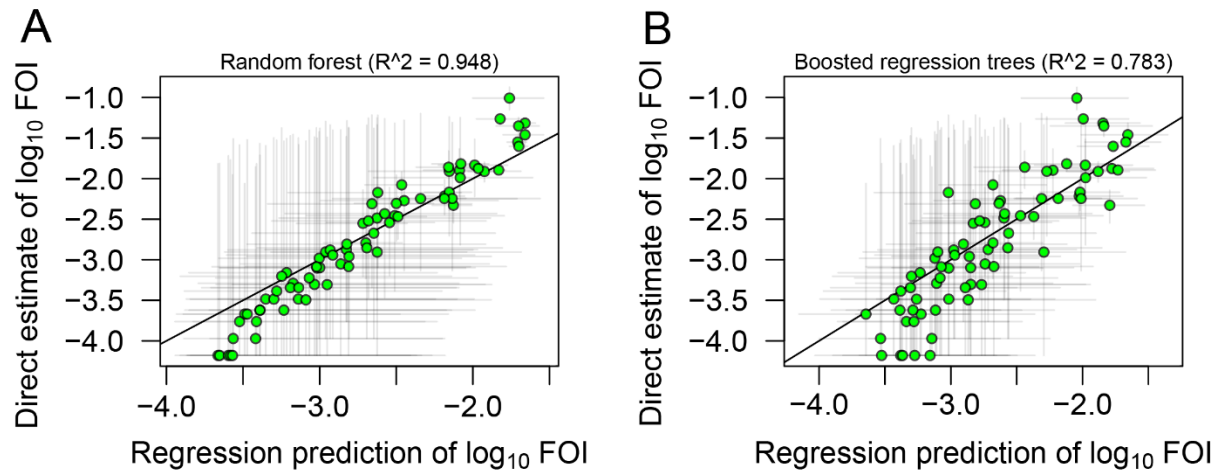 A
Random forest (R^2 = 0.948)
Direct estimate of log10 FOI
−1.0
−1.5
−2.0
−2.5
−3.0
−3.5
−4.0
−4.0
−3.0
−2.0
Regression prediction of log10 FOI
B
Boosted regression trees (R^2 = 0.783)
Direct estimate of log10 FOI
−1.0
−1.5
−2.0
−2.5
−3.0
−3.5
−4.0
−4.0
−3.0
−2.0
Regression prediction of log10 FOI